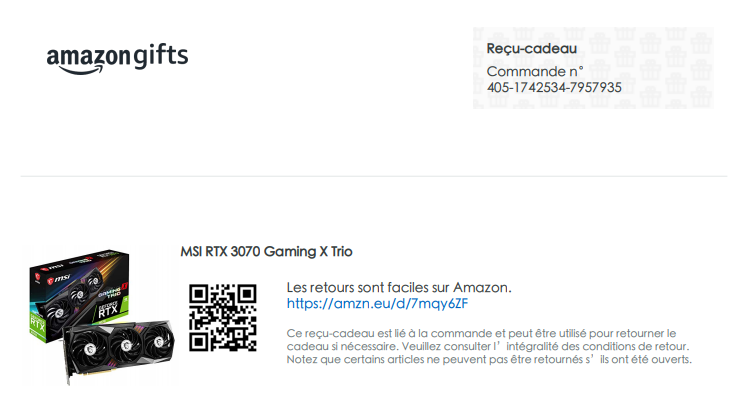 amazongifts
Reçu-cadeau
Commande n°
405-1742534-7957935
MSI RTX 3070 Gaming X Trio
msi
GAMING X
TRIO
GEFORCE
RTX
RTX
Les retours sont faciles sur Amazon.
https://amzn.eu/d/7mqy6ZF
Ce reçu-cadeau est lié à la commande et peut être utilisé pour retourner le
cadeau si nécessaire. Veuillez consulter l’intégralité des conditions de retour.
Notez que certains articles ne peuvent pas être retournés s’ils ont été ouverts.